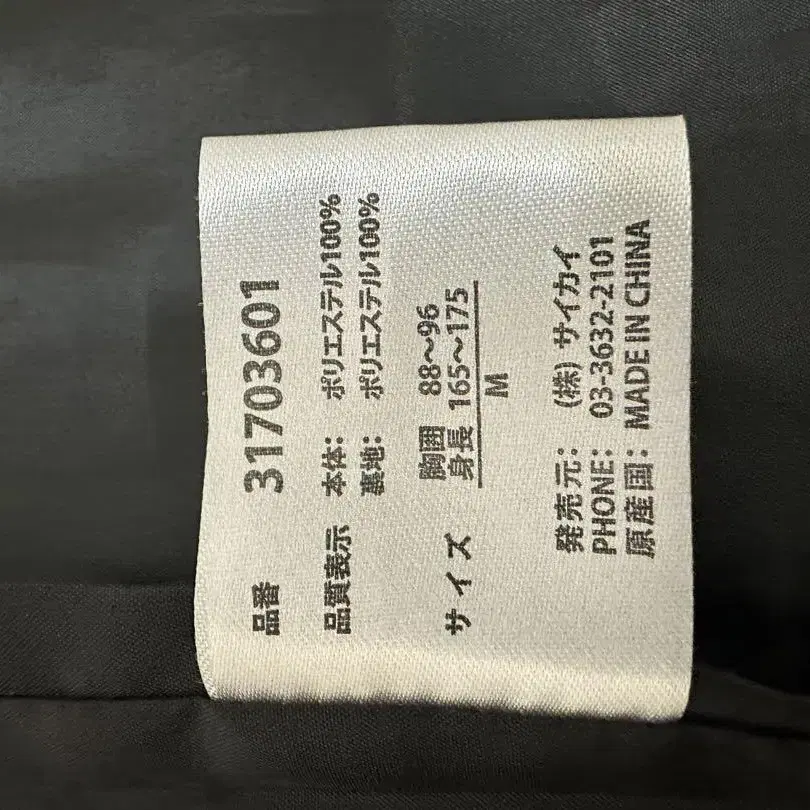 品番 31703601
品質表示 本体: ポリエステル100%
裏地: ポリエステル100%
サイズ 胸囲 88～96
身長 165～175
M
発売元: (株) サイカイ
PHONE: 03-3632-2101
原産国: MADE IN CHINA